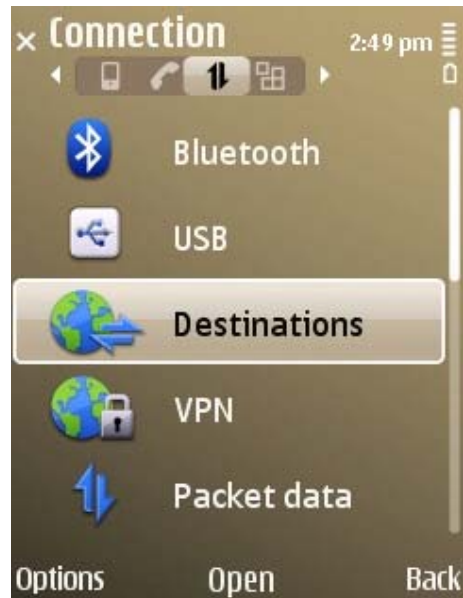 Connection 2:49 pm
Bluetooth
USB
Destinations
VPN
Packet data
Options Open Back